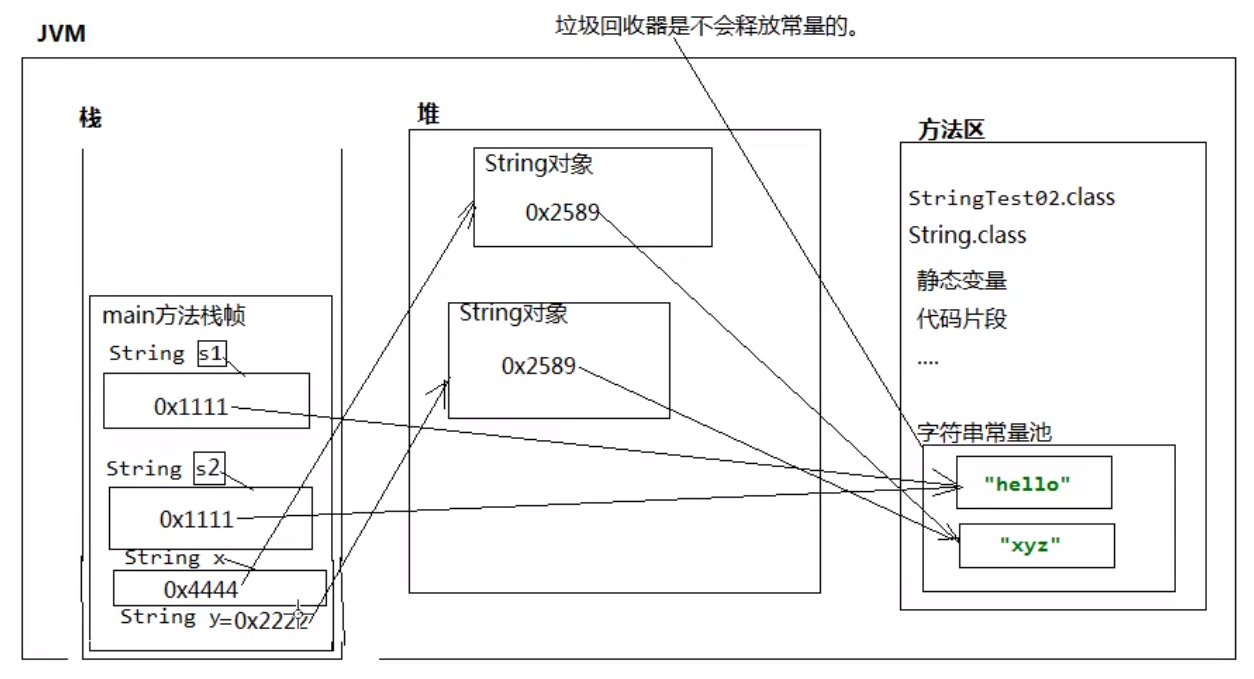 垃圾回收器是不会释放常量的。
JVM
栈
堆
方法区
String对象
0x2589
String对象
0x2589
StringTest02.class
String.class
静态变量
代码片段
....
main方法栈帧
String s1
0x1111
String s2
0x1111
String x
0x4444
String y=0x2222
字符串常量池
"hello"
"xyz"